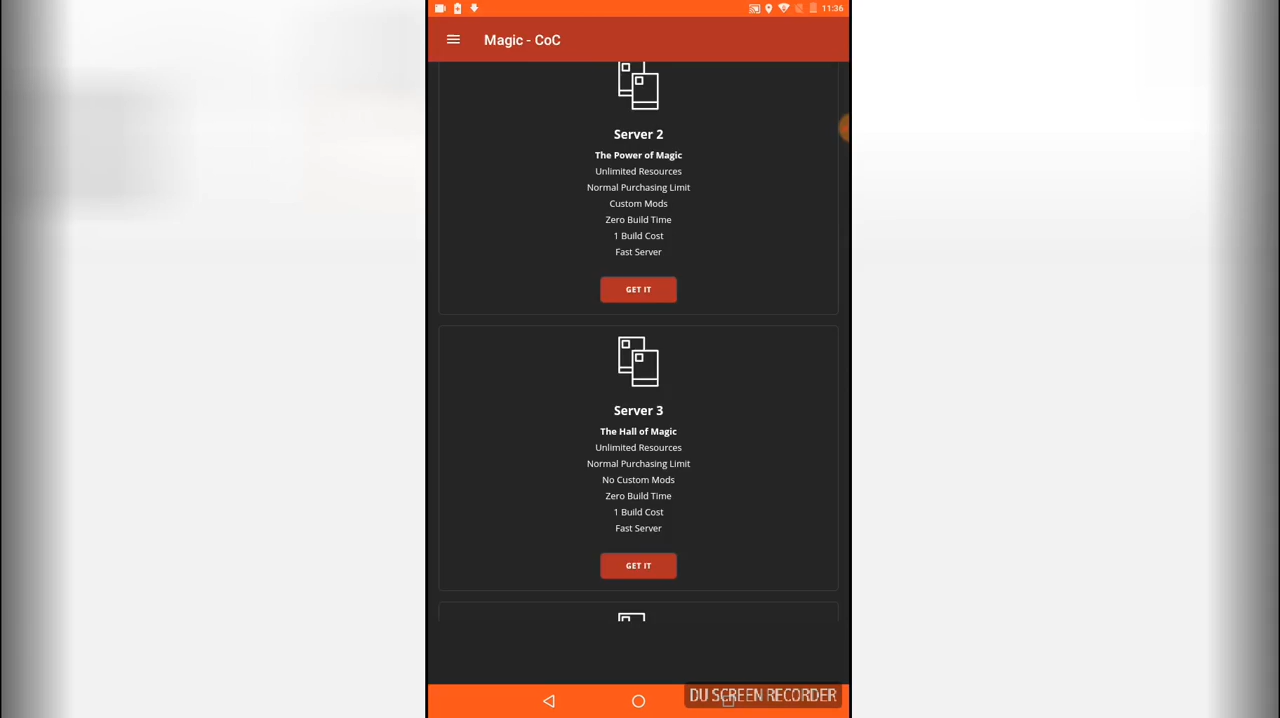 11:36
Magic - CoC
Server 2
The Power of Magic
Unlimited Resources
Normal Purchasing Limit
Custom Mods
Zero Build Time
1 Build Cost
Fast Server
GET IT
Server 3
The Hall of Magic
Unlimited Resources
Normal Purchasing Limit
No Custom Mods
Zero Build Time
1 Build Cost
Fast Server
GET IT
DU SCREEN RECORDER